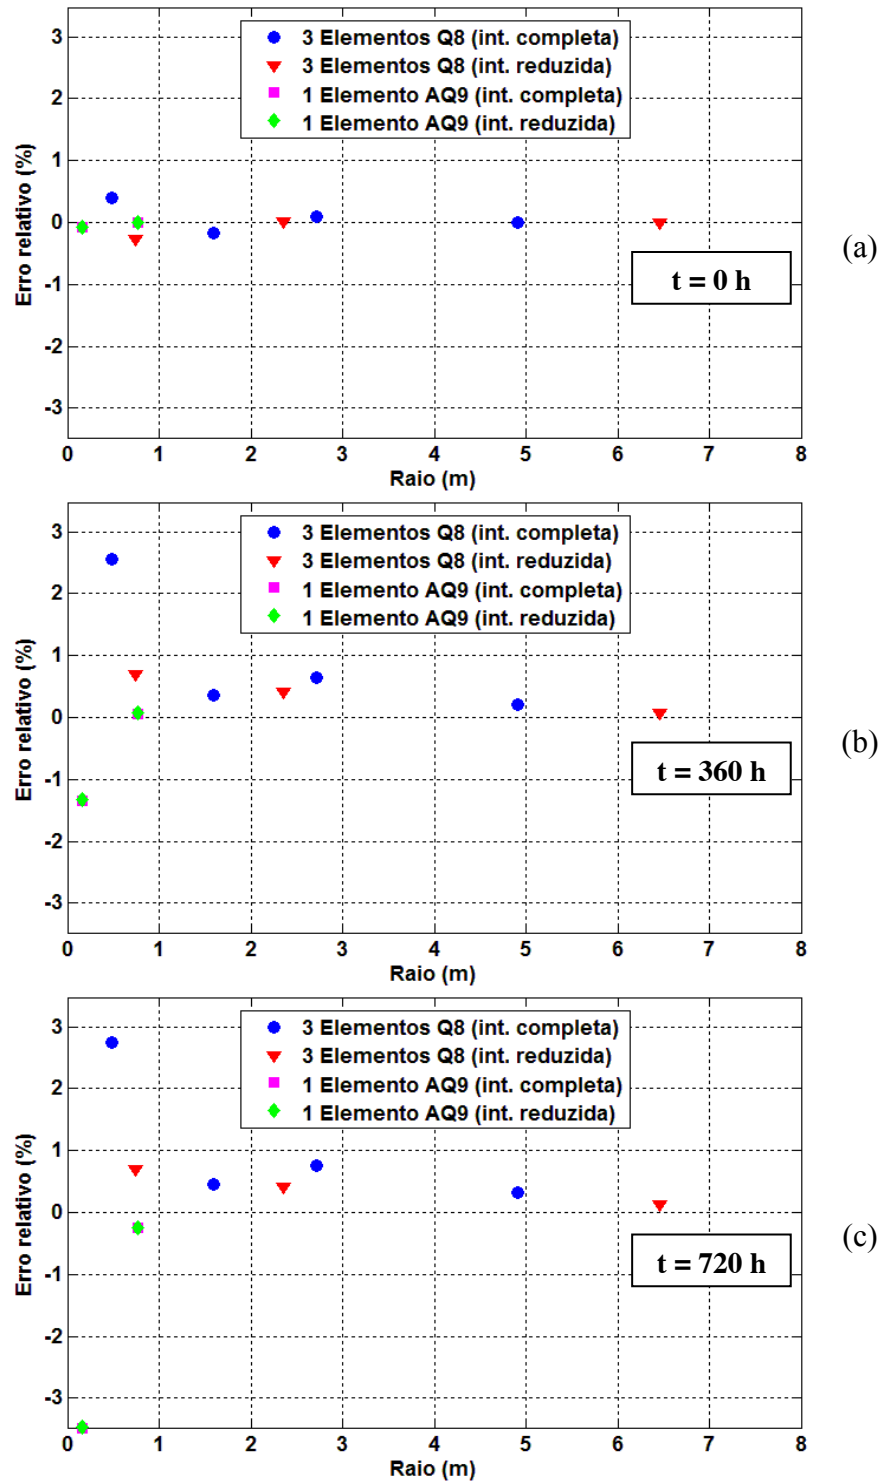 3 Elementos Q8 (int. completa)
3 Elementos Q8 (int. reduzida)
1 Elemento AQ9 (int. completa)
1 Elemento AQ9 (int. reduzida)
Erro relativo (%)
3
2
1
0
-1
-2
-3
t = 0 h
(a)
0 1 2 3 4 5 6 7 8
Raio (m)
3 Elementos Q8 (int. completa)
3 Elementos Q8 (int. reduzida)
1 Elemento AQ9 (int. completa)
1 Elemento AQ9 (int. reduzida)
Erro relativo (%)
3
2
1
0
-1
-2
-3
t = 360 h
(b)
0 1 2 3 4 5 6 7 8
Raio (m)
3 Elementos Q8 (int. completa)
3 Elementos Q8 (int. reduzida)
1 Elemento AQ9 (int. completa)
1 Elemento AQ9 (int. reduzida)
Erro relativo (%)
3
2
1
0
-1
-2
-3
t = 720 h
(c)
0 1 2 3 4 5 6 7 8
Raio (m)